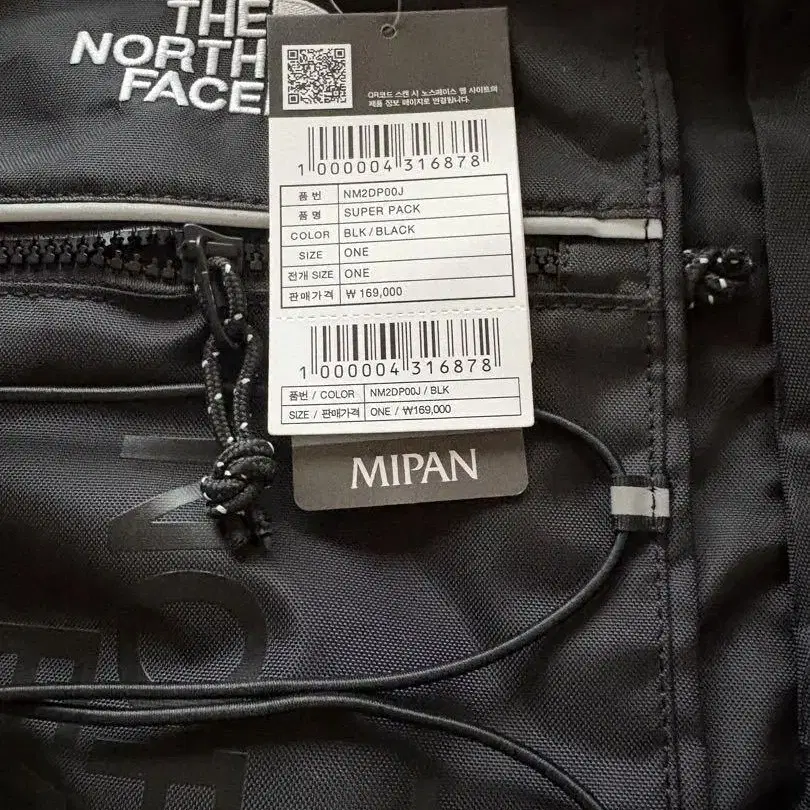 THE
NORTH
FACE
QR코드 스캔 시 노스페이스 웹 사이트의
제품 정보 페이지로 연결됩니다.
1 000004 316878
품 번 NM2DP00J
품 명 SUPER PACK
COLOR BLK/BLACK
SIZE ONE
전개 SIZE ONE
판매가격 ₩ 169,000
1 000004 316878
품번 / COLOR NM2DP00J / BLK
SIZE / 판매가격 ONE / ₩169,000
MIPAN